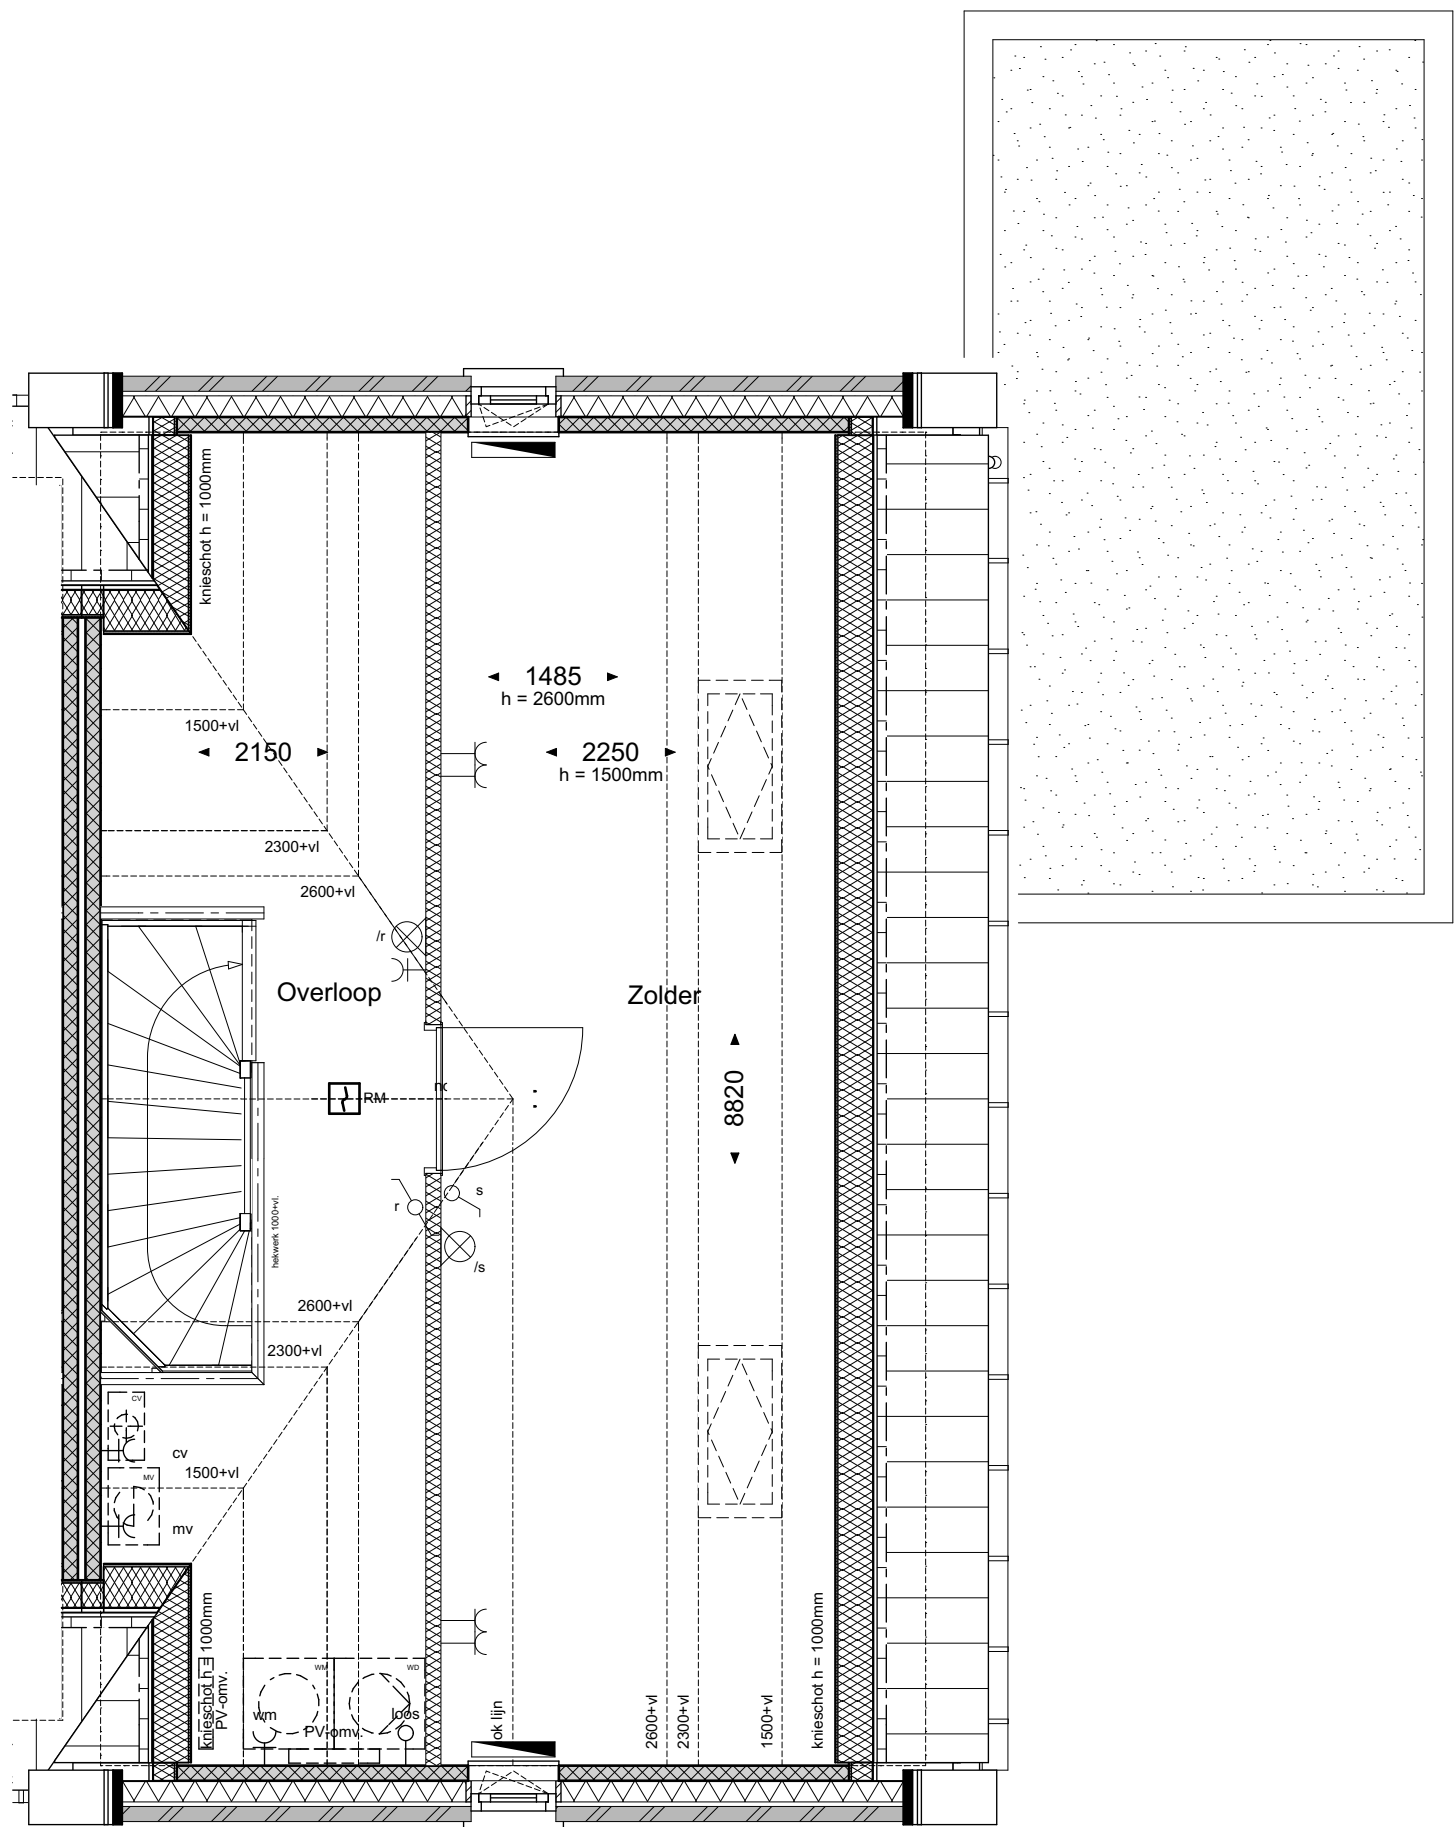 knieschot h = 1000mm
1485
h = 2600mm
1500+vl
2150
2250
h = 1500mm
2300+vl
2600+vl
/r
Overloop
Zolder
8820
RM
s
r
/s
hekwerk 1000+vl.
2600+vl
2300+vl
CV
cv
1500+vl
MV
mv
knieschot h = 1000mm
PV-omv.
WM
WD
wm
PV-omv.
loos
ok lijn
2600+vl
2300+vl
1500+vl
knieschot h = 1000mm